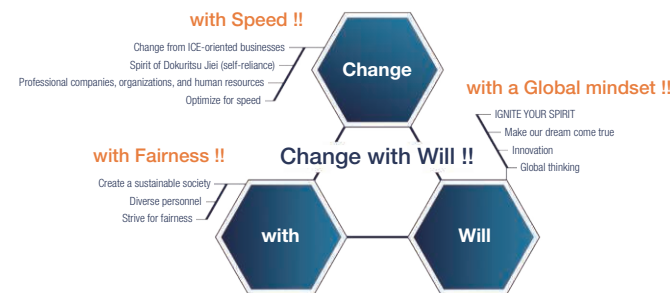 with Speed !!
Change from ICE-oriented businesses
Spirit of Dokuritsu Jiei (self-reliance)
Professional companies, organizations, and human resources
Optimize for speed
Change
with a Global mindset !!
IGNITE YOUR SPIRIT
Make our dream come true
Innovation
Global thinking
with Fairness !!
Create a sustainable society
Diverse personnel
Strive for fairness
Change with Will !!
with
Will